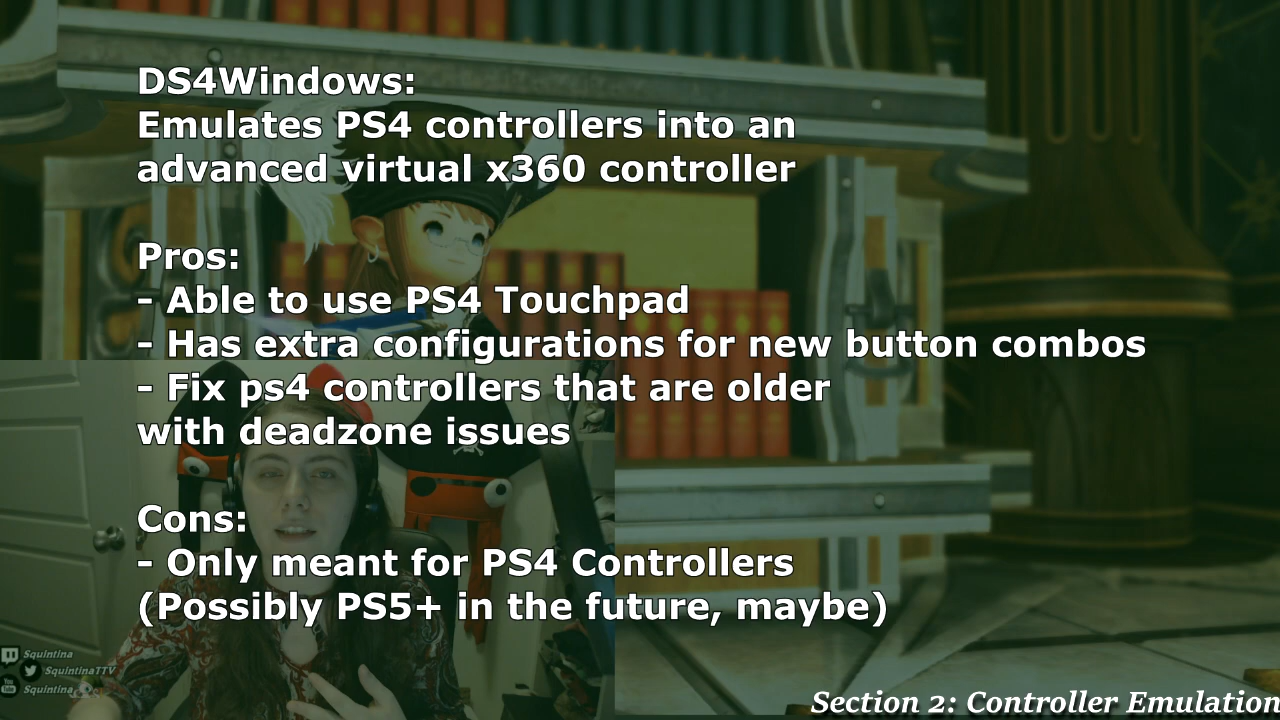 DS4Windows:
Emulates PS4 controllers into an
advanced virtual x360 controller
Pros:
- Able to use PS4 Touchpad
- Has extra configurations for new button combos
- Fix ps4 controllers that are older
with deadzone issues
Cons:
- Only meant for PS4 Controllers
(Possibly PS5+ in the future, maybe)
Squintina
SquintinaTTV
You
Tube
Squintina
Section 2: Controller Emulation